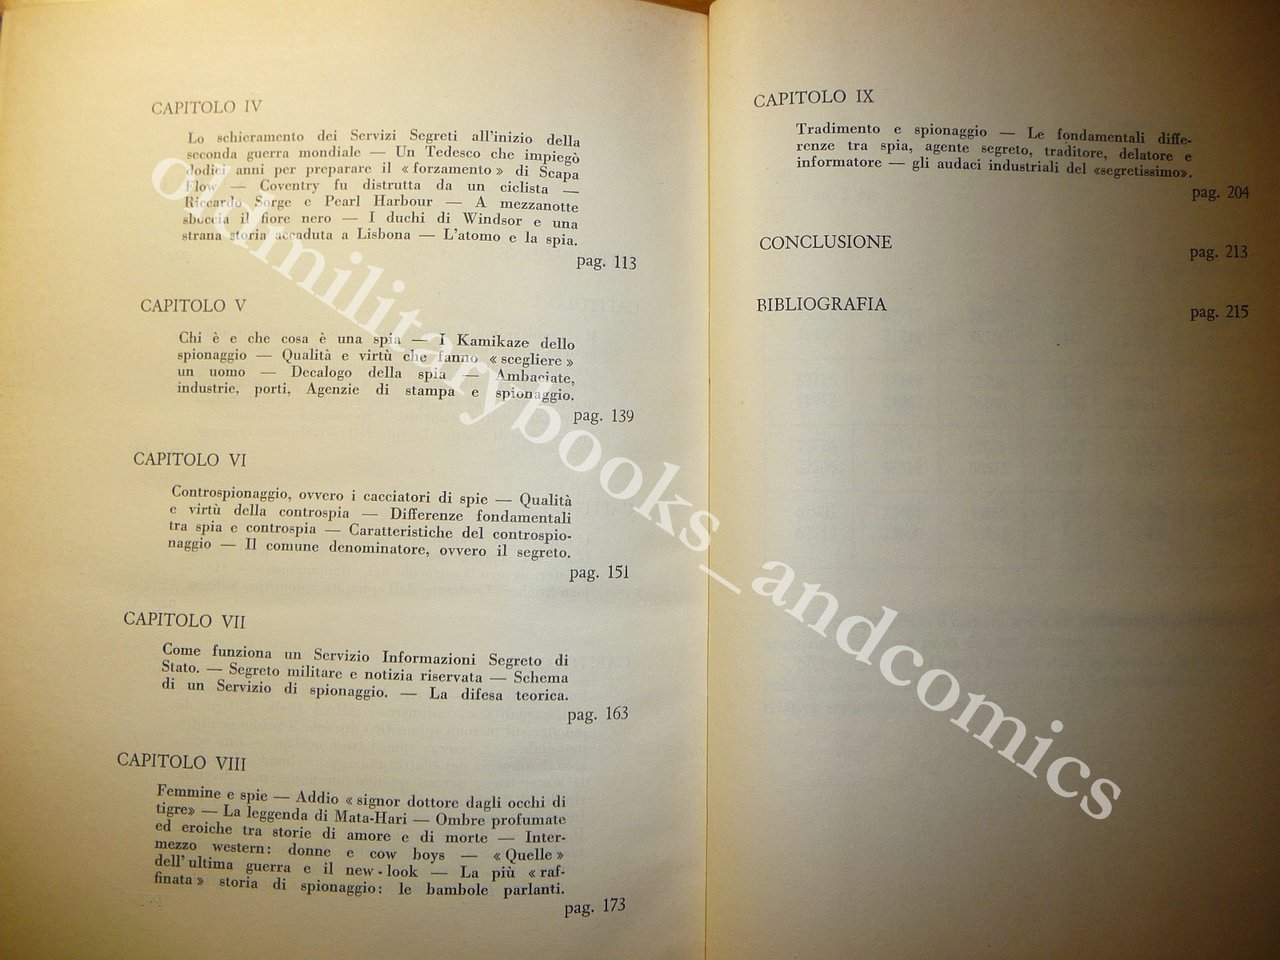 CAPITOLO IV
Lo schieramento dei Servizi Segreti all'inizio della
seconda guerra mondiale — Un Tedesco che impiegò
dodici anni per preparare il « forzamento » di Scapa
Flow — Coventry fu distrutta da un ciclista —
Riccardo Sorge e Pearl Harbour — A mezzanotte
sboccia il fiore nero — I duchi di Windsor e una
strana storia accaduta a Lisbona — L'atomo e la spia.
pag. 113
CAPITOLO V
Chi è e che cosa è una spia — I Kamikaze dello
spionaggio — Qualità e virtù che fanno « scegliere »
un uomo — Decalogo della spia — Ambaciate,
industrie, porti, Agenzie di stampa e spionaggio.
pag. 139
CAPITOLO VI
Controspionaggio, ovvero i cacciatori di spie — Qualità
e virtù della controspia — Differenze fondamentali
tra spia e controspia — Caratteristiche del controspio-
naggio — Il comune denominatore, ovvero il segreto.
pag. 151
CAPITOLO VII
Come funziona un Servizio Informazioni Segreto di
Stato. — Segreto militare e notizia riservata — Schema
di un Servizio di spionaggio. — La difesa teorica.
pag. 163
CAPITOLO VIII
Femmine e spie — Addio « signor dottore dagli occhi di
tigre» — La leggenda di Mata-Hari — Ombre profumate
ed eroiche tra storie di amore e di morte — Inter-
mezzo western: donne e cow boys — « Quelle »
dell'ultima guerra e il new-look — La più « raf-
finata » storia di spionaggio: le bambole parlanti.
pag. 173
CAPITOLO IX
Tradimento e spionaggio — Le fondamentali diffe-
renze tra spia, agente segreto, traditore, delatore e
informatore — gli audaci industriali del «segretissimo».
pag. 204
CONCLUSIONE
pag. 213
BIBLIOGRAFIA
pag. 215
oldmilitarybooks_andcomics